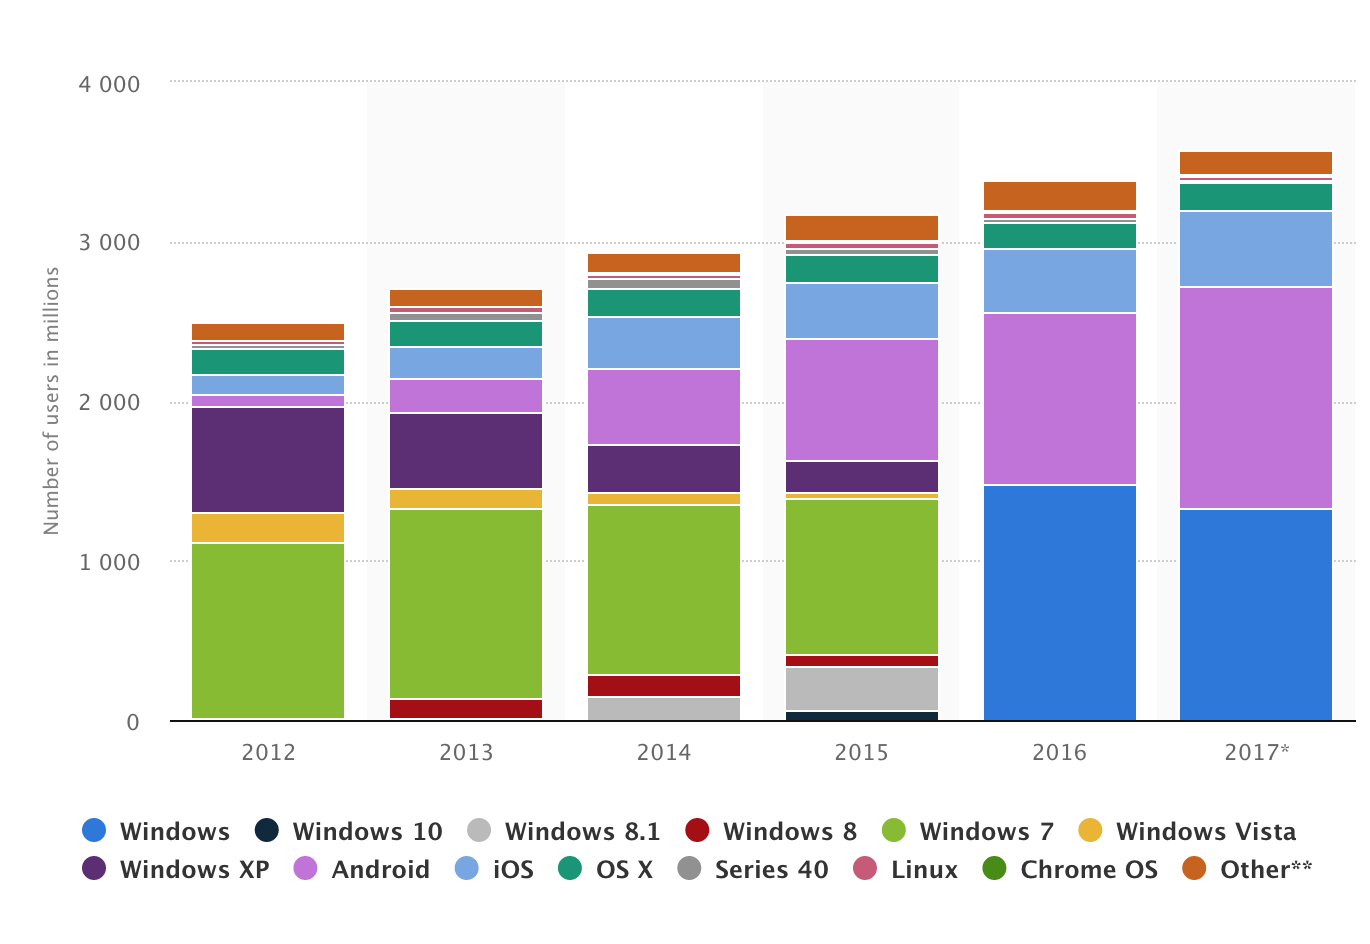 4 000
3 000
2 000
1 000
0
Number of users in millions
2012 2013 2014 2015 2016 2017*
Windows Windows 10 Windows 8.1 Windows 8 Windows 7 Windows Vista
Windows XP Android iOS OS X Series 40 Linux Chrome OS Other**